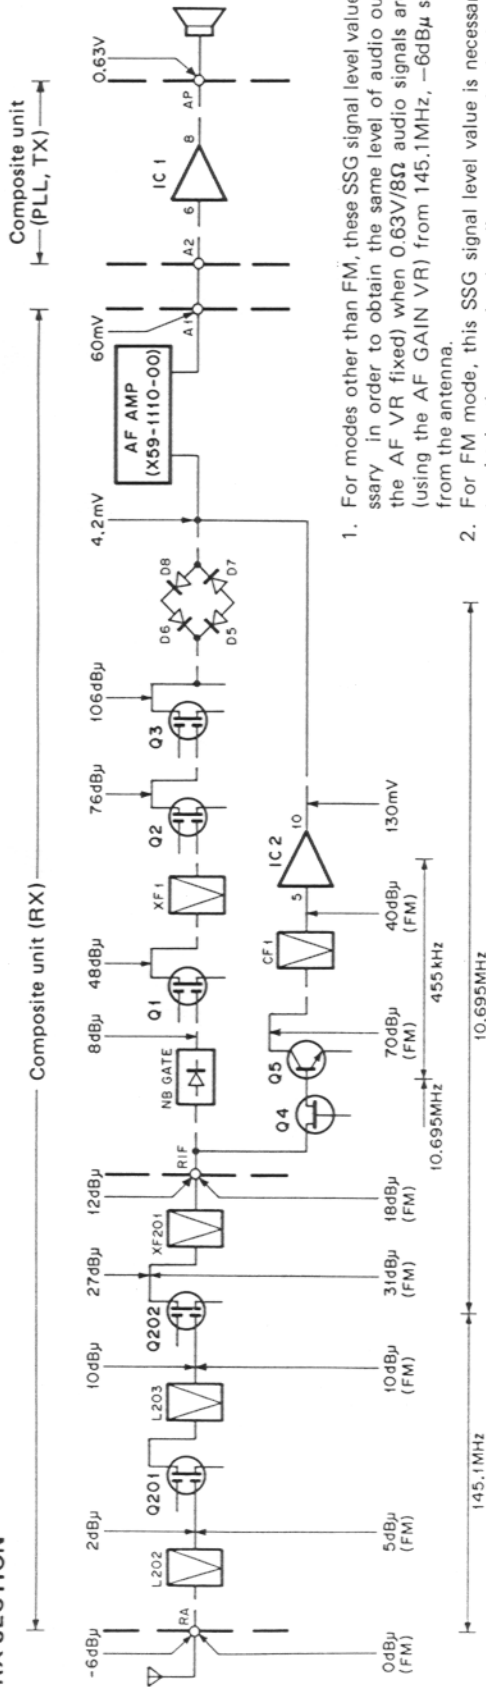 RX SECTION
Composite unit (RX)
Composite unit
(PLL, TX)
-6dBμ
2dBμ
10dBμ
27dBμ
12dBμ
8dBμ
48dBμ
76dBμ
106dBμ
4.2mV
60mV
0.63V
RA
L202
Q201
L203
Q202
XF201
RIF
NB GATE
Q1
XF1
Q2
Q3
D6
D8
D5
D7
AF AMP
(X59-1110-00)
A1
A2
6
IC1
8
AP
Q4
Q5
CF1
5
IC2
10
0dBμ
(FM)
5dBμ
(FM)
10dBμ
(FM)
31dBμ
(FM)
18dBμ
(FM)
70dBμ
(FM)
40dBμ
(FM)
130mV
10.695MHz
455kHz
145.1MHz
10.695MHz
1. For modes other than FM, these SSG signal level value
ssary in order to obtain the same level of audio ou
the AF VR fixed) when 0.63V/8Ω audio signals ar
(using the AF GAIN VR) from 145.1MHz, −6dBμ s
from the antenna.
2. For FM mode, this SSG signal level value is necessar